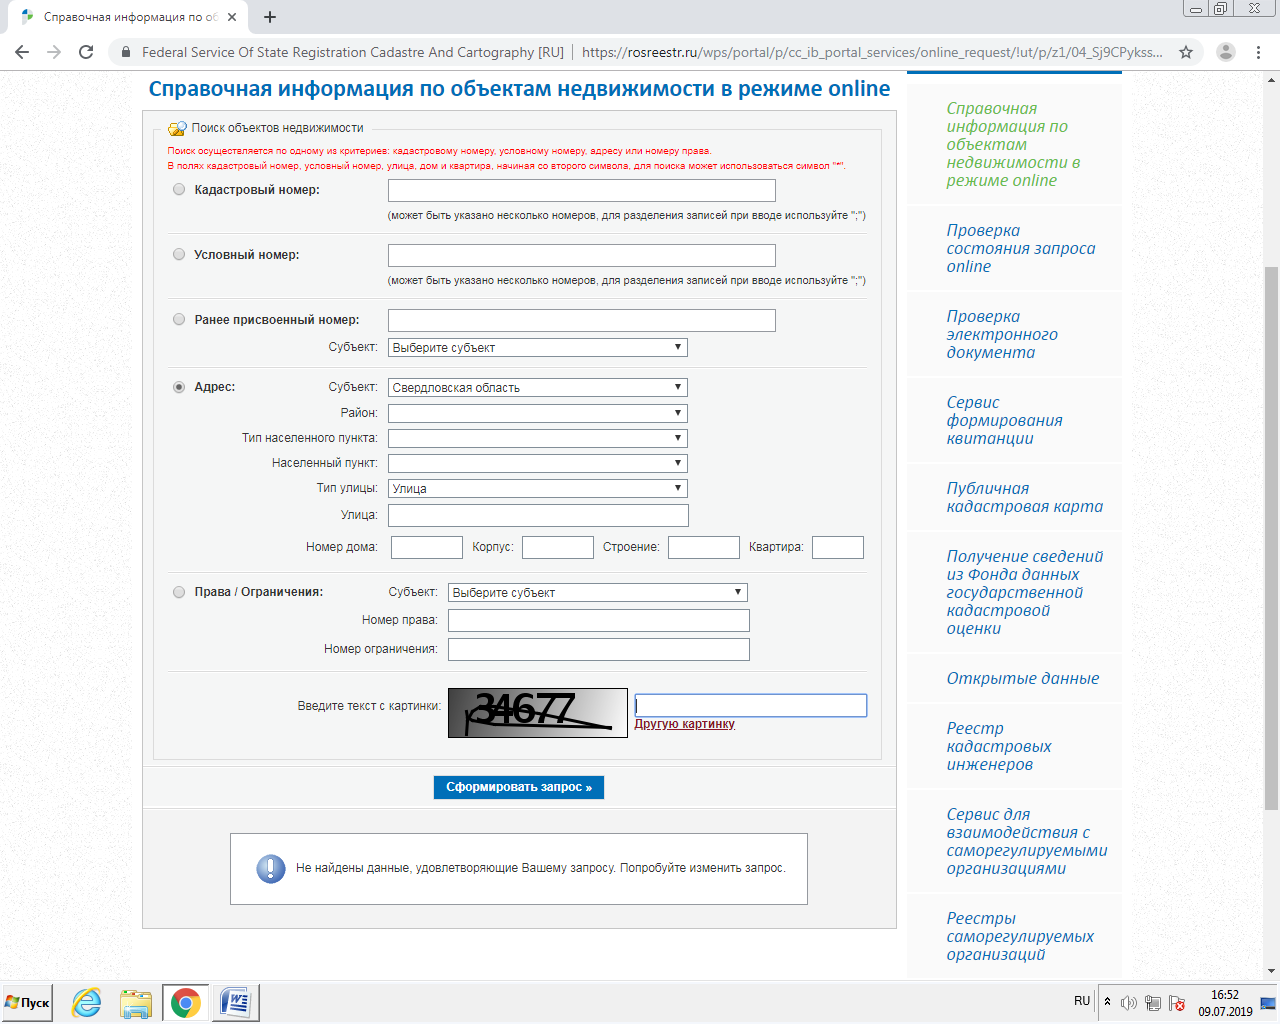 Справочная информация по об
Federal Service Of State Registration Cadastre And Cartography [RU] | https://rosreestr.ru/wps/portal/p/cc_ib_portal_services/online_request/!ut/p/z1/04_Sj9CPykss...
Справочная информация по объектам недвижимости в режиме online
Поиск объектов недвижимости
Поиск осуществляется по одному из критериев: кадастровому номеру, условному номеру, адресу или номеру права.
В полях кадастровый номер, условный номер, улица, дом и квартира, начиная со второго символа, для поиска может использоваться символ "*".
Кадастровый номер:
(может быть указано несколько номеров, для разделения записей при вводе используйте ";")
Условный номер:
(может быть указано несколько номеров, для разделения записей при вводе используйте ";")
Ранее присвоенный номер:
Субъект: Выберите субъект
Адрес: Субъект: Свердловская область
Район:
Тип населенного пункта:
Населенный пункт:
Тип улицы: Улица
Улица:
Номер дома: Корпус: Строение: Квартира:
Права / Ограничения: Субъект: Выберите субъект
Номер права:
Номер ограничения:
Введите текст с картинки: 34677
Другую картинку
Сформировать запрос »
Не найдены данные, удовлетворяющие Вашему запросу. Попробуйте изменить запрос.
Справочная
информация по
объектам
недвижимости в
режиме online
Проверка
состояния запроса
online
Проверка
электронного
документа
Сервис
формирования
квитанции
Публичная
кадастровая карта
Получение сведений
из Фонда данных
государственной
кадастровой
оценки
Открытые данные
Реестр
кадастровых
инженеров
Сервис для
взаимодействия с
саморегулируемыми
организациями
Реестры
саморегулируемых
организаций
Пуск
RU
16:52
09.07.2019